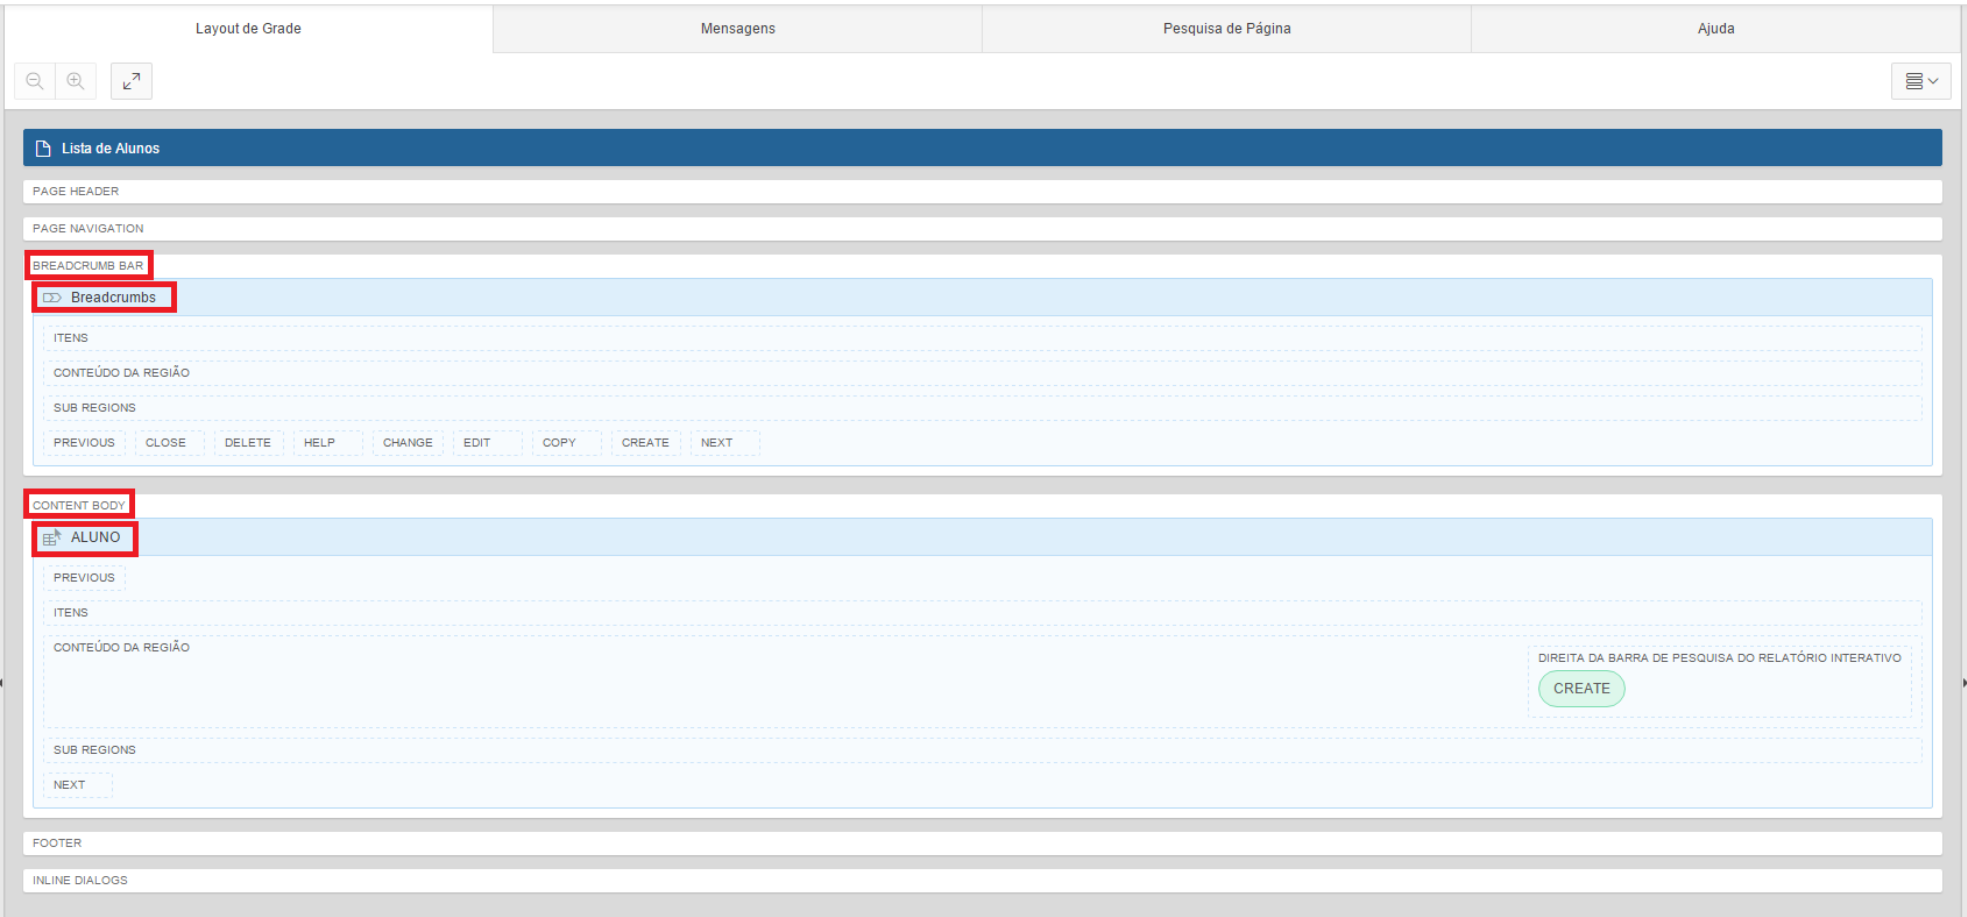 Layout de Grade Mensagens Pesquisa de Página Ajuda
Lista de Alunos
PAGE HEADER
PAGE NAVIGATION
BREADCRUMB BAR
Breadcrumbs
ITENS
CONTEÚDO DA REGIÃO
SUB REGIONS
PREVIOUS CLOSE DELETE HELP CHANGE EDIT COPY CREATE NEXT
CONTENT BODY
ALUNO
PREVIOUS
ITENS
CONTEÚDO DA REGIÃO
DIREITA DA BARRA DE PESQUISA DO RELATÓRIO INTERATIVO
CREATE
SUB REGIONS
NEXT
FOOTER
INLINE DIALOGS